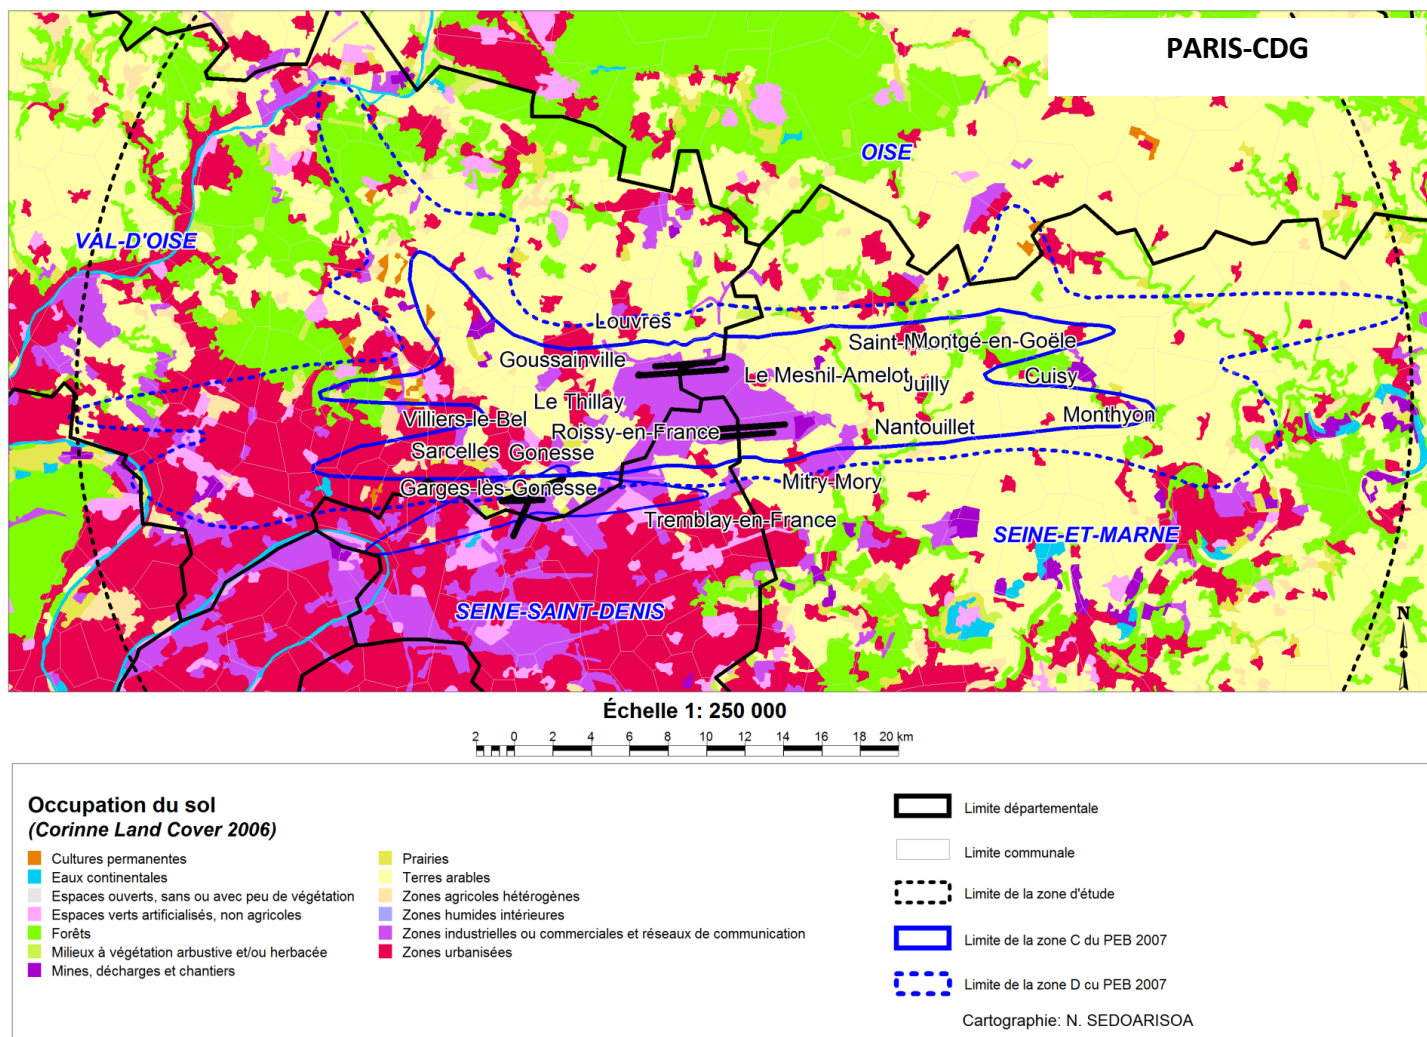 PARIS-CDG
OISE
VAL-D'OISE
Louvres
Saint-M
Montgé-en-Goële
Goussainville
Le Mesnil-Amelot
Juilly
Cuisy
Le Thillay
Villiers-le-Bel
Monthyon
Roissy-en-France
Nantouillet
Sarcelles
Gonesse
Garges-lès-Gonesse
Mitry-Mory
Tremblay-en-France
SEINE-ET-MARNE
SEINE-SAINT-DENIS
N
Échelle 1: 250 000
2 0 2 4 6 8 10 12 14 16 18 20 km
Occupation du sol
(Corinne Land Cover 2006)
Cultures permanentes
Eaux continentales
Espaces ouverts, sans ou avec peu de végétation
Espaces verts artificialisés, non agricoles
Forêts
Milieux à végétation arbustive et/ou herbacée
Mines, décharges et chantiers
Prairies
Terres arables
Zones agricoles hétérogènes
Zones humides intérieures
Zones industrielles ou commerciales et réseaux de communication
Zones urbanisées
Limite départementale
Limite communale
Limite de la zone d'étude
Limite de la zone C du PEB 2007
Limite de la zone D cu PEB 2007
Cartographie: N. SEDOARISOA